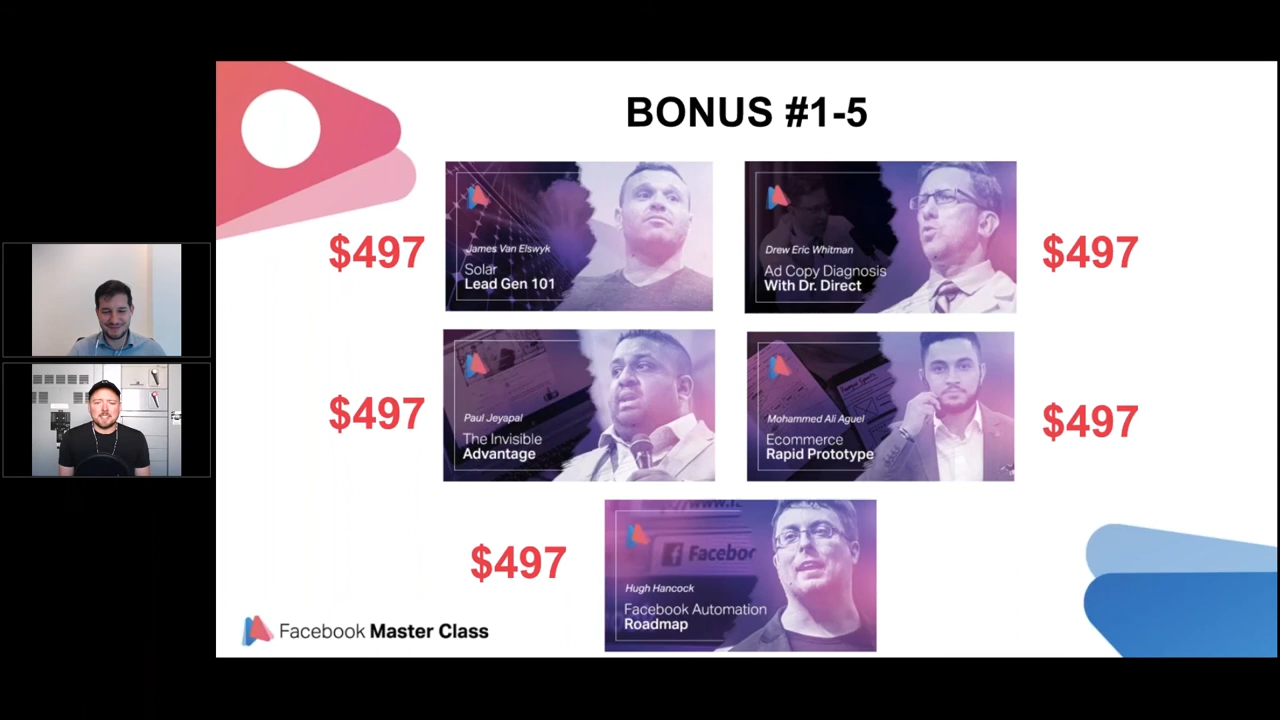 BONUS #1-5
$497
James Van Elswyk
Solar
Lead Gen 101
Drew Eric Whitman
Ad Copy Diagnosis
With Dr. Direct
$497
$497
Paul Jeyapal
The Invisible
Advantage
Mohammed Ali Aguel
Ecommerce
Rapid Prototype
$497
$497
Hugh Hancock
Facebook Automation
Roadmap
Facebook Master Class